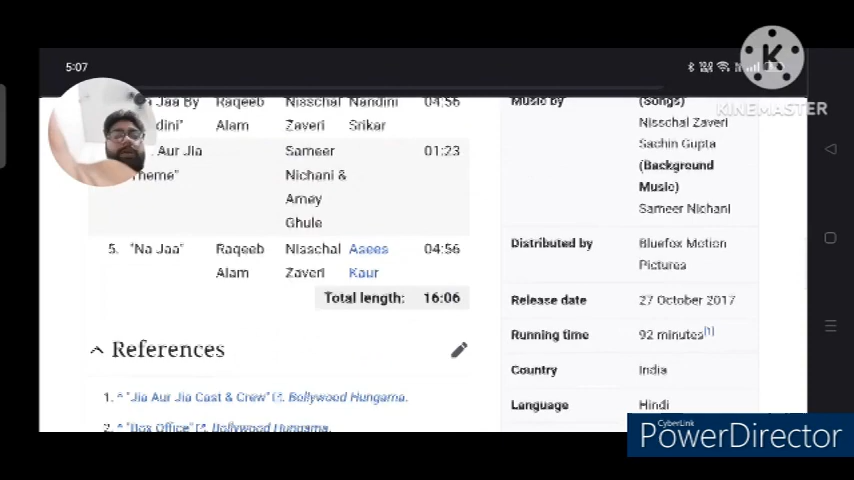 5:07
KINEMASTER
Jaa By Raqeeb Nisschal Nandini 04:56
dini" Alam Zaveri Srikar
Aur Jia Sameer 01:23
Theme" Nichani &
Amey
Ghule
5. "Na Jaa" Raqeeb Nisschal Asees 04:56
Alam Zaveri Kaur
Total length: 16:06
References
1. ^ "Jia Aur Jia Cast & Crew". Bollywood Hungama.
2. ^ "Box Office". Bollywood Hungama.
Music by (Songs)
Nisschal Zaveri
Sachin Gupta
(Background
Music)
Sameer Nichani
Distributed by Bluefox Motion
Pictures
Release date 27 October 2017
Running time 92 minutes[1]
Country India
Language Hindi
CyberLink
PowerDirector